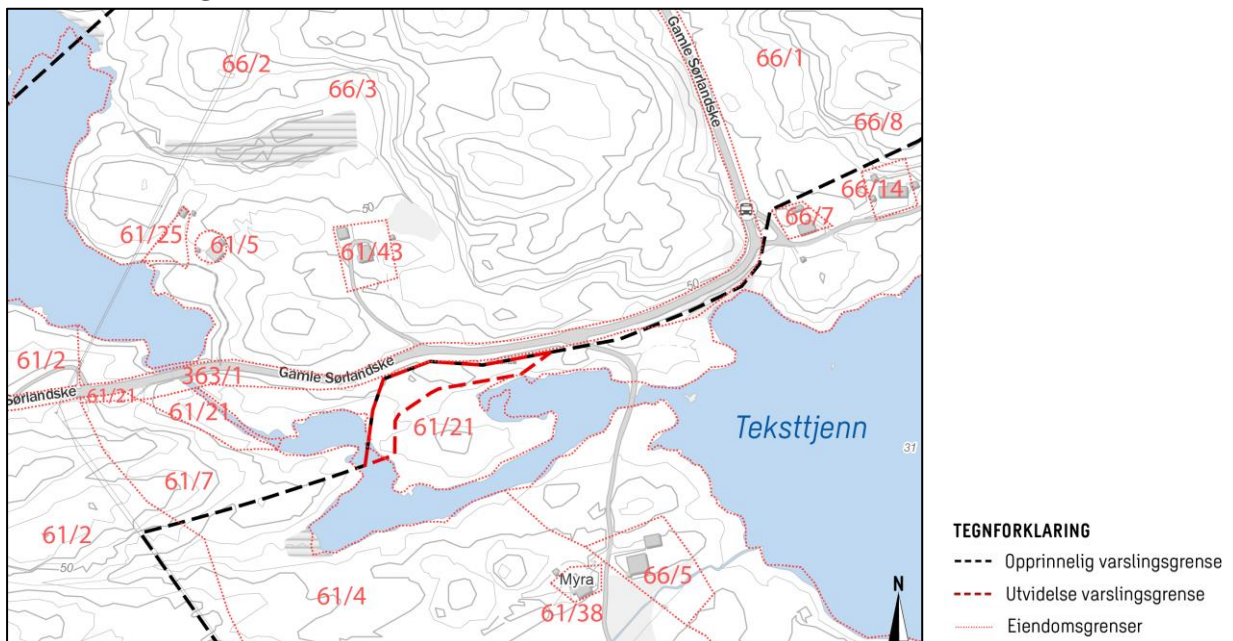 Gamle Sørlandske
66/1
66/2
66/3
66/8
66/14
66/7
61/25
61/5
50
61/43
50
61/2
363/1
Gamle Sørlandske
Sørlandske
61/21
61/21
61/21
Teksttjenn
31
61/7
61/2
50
Myra
66/5
61/4
61/38
N
TEGNFORKLARING
Opprinnelig varslingsgrense
Utvidelse varslingsgrense
Eiendomsgrenser